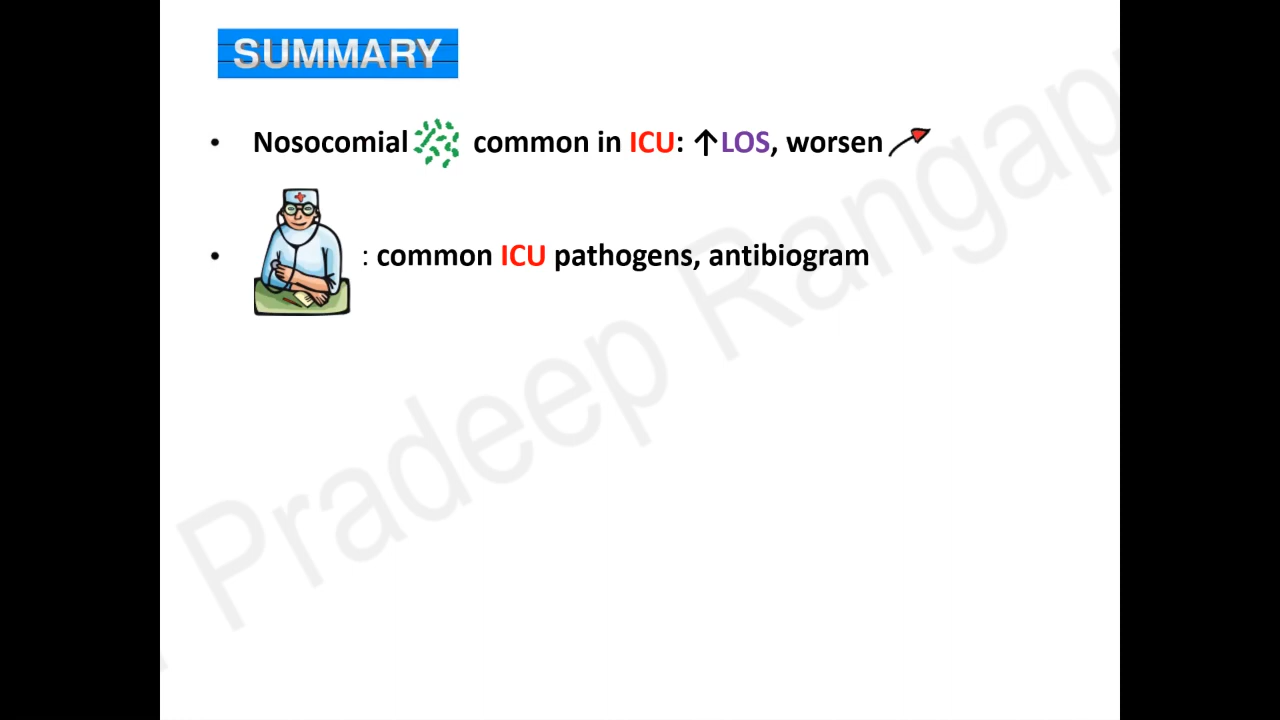 SUMMARY
• Nosocomial common in ICU: ↑LOS, worsen
• : common ICU pathogens, antibiogram
Pradeep Rangap